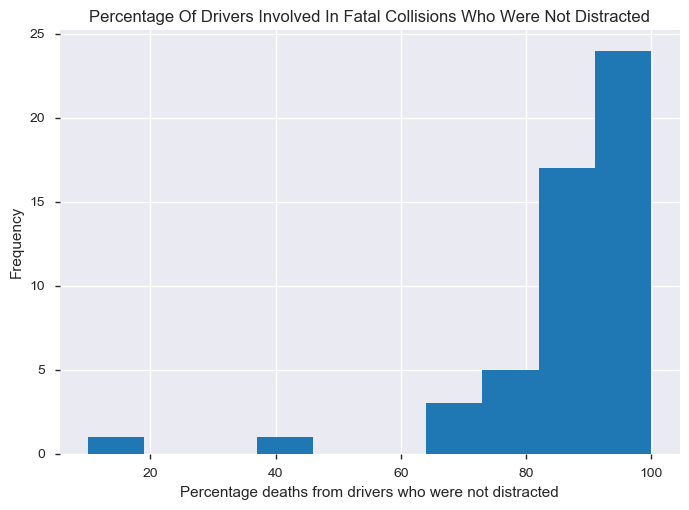 Percentage Of Drivers Involved In Fatal Collisions Who Were Not Distracted
25
20
15
10
5
0
Frequency
20 40 60 80 100
Percentage deaths from drivers who were not distracted